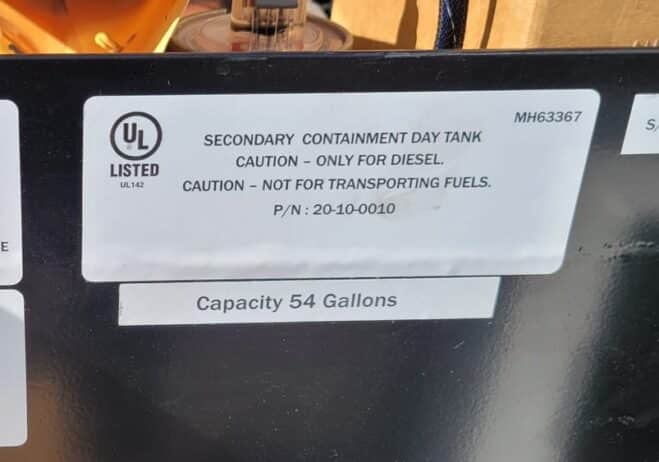 UL
LISTED
UL142
MH63367
SECONDARY CONTAINMENT DAY TANK
CAUTION – ONLY FOR DIESEL.
CAUTION – NOT FOR TRANSPORTING FUELS.
P/N : 20-10-0010
Capacity 54 Gallons
E
S/